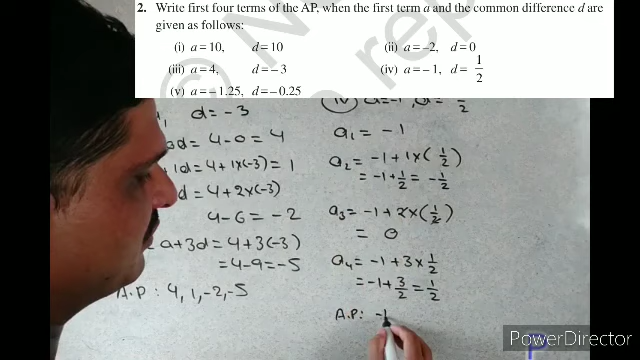 2. Write first four terms of the AP, when the first term a and the common difference d are
given as follows:
(i) a = 10, d = 10
(ii) a = –2, d = 0
(iii) a = 4, d = – 3
(iv) a = – 1, d = 1/2
(v) a = – 1.25, d = – 0.25
d = -3
= 4-0 = 4
= 4+1×(-3) = 1
d = 4+2×(-3)
4-6 = -2
a+3d = 4+3(-3)
= 4-9 = -5
A.P : 4, 1, -2, -5
a1 = -1
a2 = -1+1×(1/2)
= -1+1/2 = -1/2
a3 = -1+2×(1/2)
= 0
a4 = -1+3×1/2
= -1+3/2 = 1/2
A.P: -1
PowerDirector